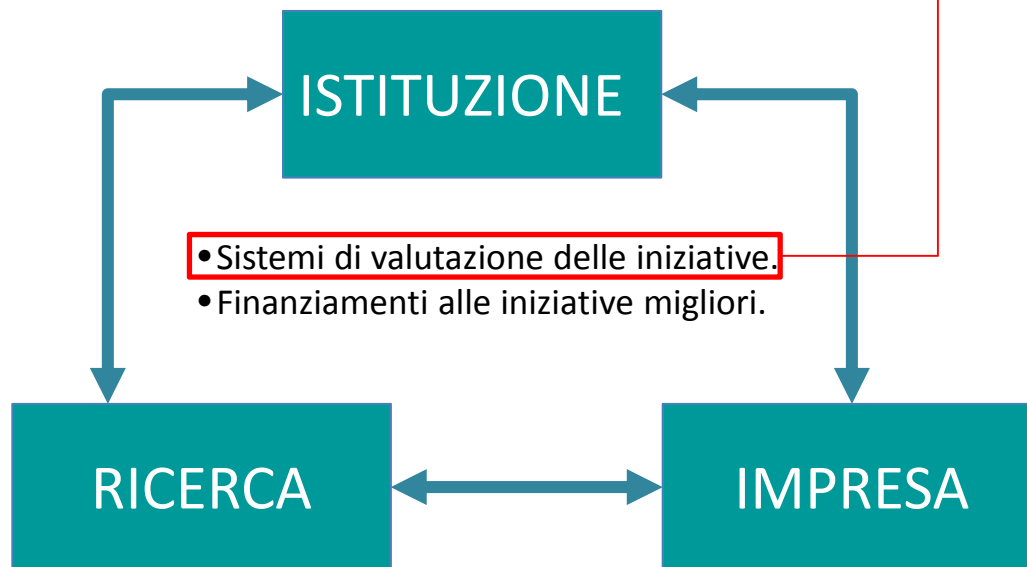 ISTITUZIONE
•Sistemi di valutazione delle iniziative.
•Finanziamenti alle iniziative migliori.
RICERCA
IMPRESA